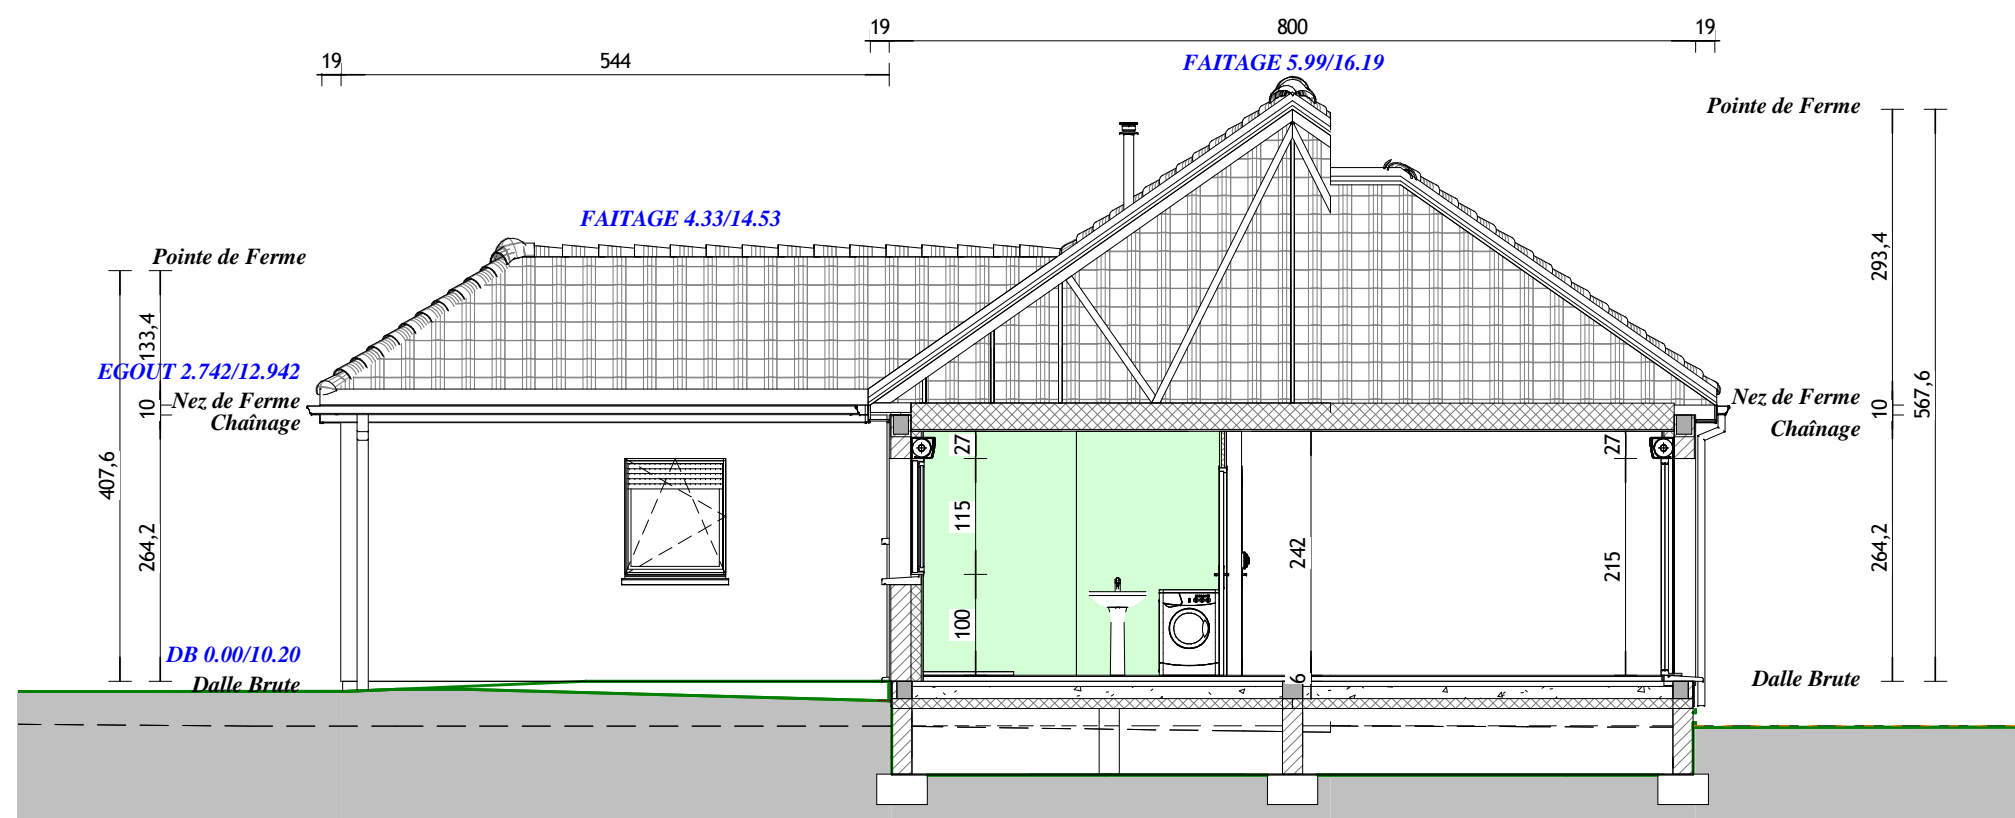 19
800
19
19
544
FAITAGE 5.99/16.19
Pointe de Ferme
FAITAGE 4.33/14.53
Pointe de Ferme
293,4
133,4
EGOUT 2.742/12.942
Nez de Ferme
10
Chaînage
Nez de Ferme
10
Chaînage
567,6
27
27
407,6
115
264,2
242
215
264,2
100
DB 0.00/10.20
Dalle Brute
6
Dalle Brute